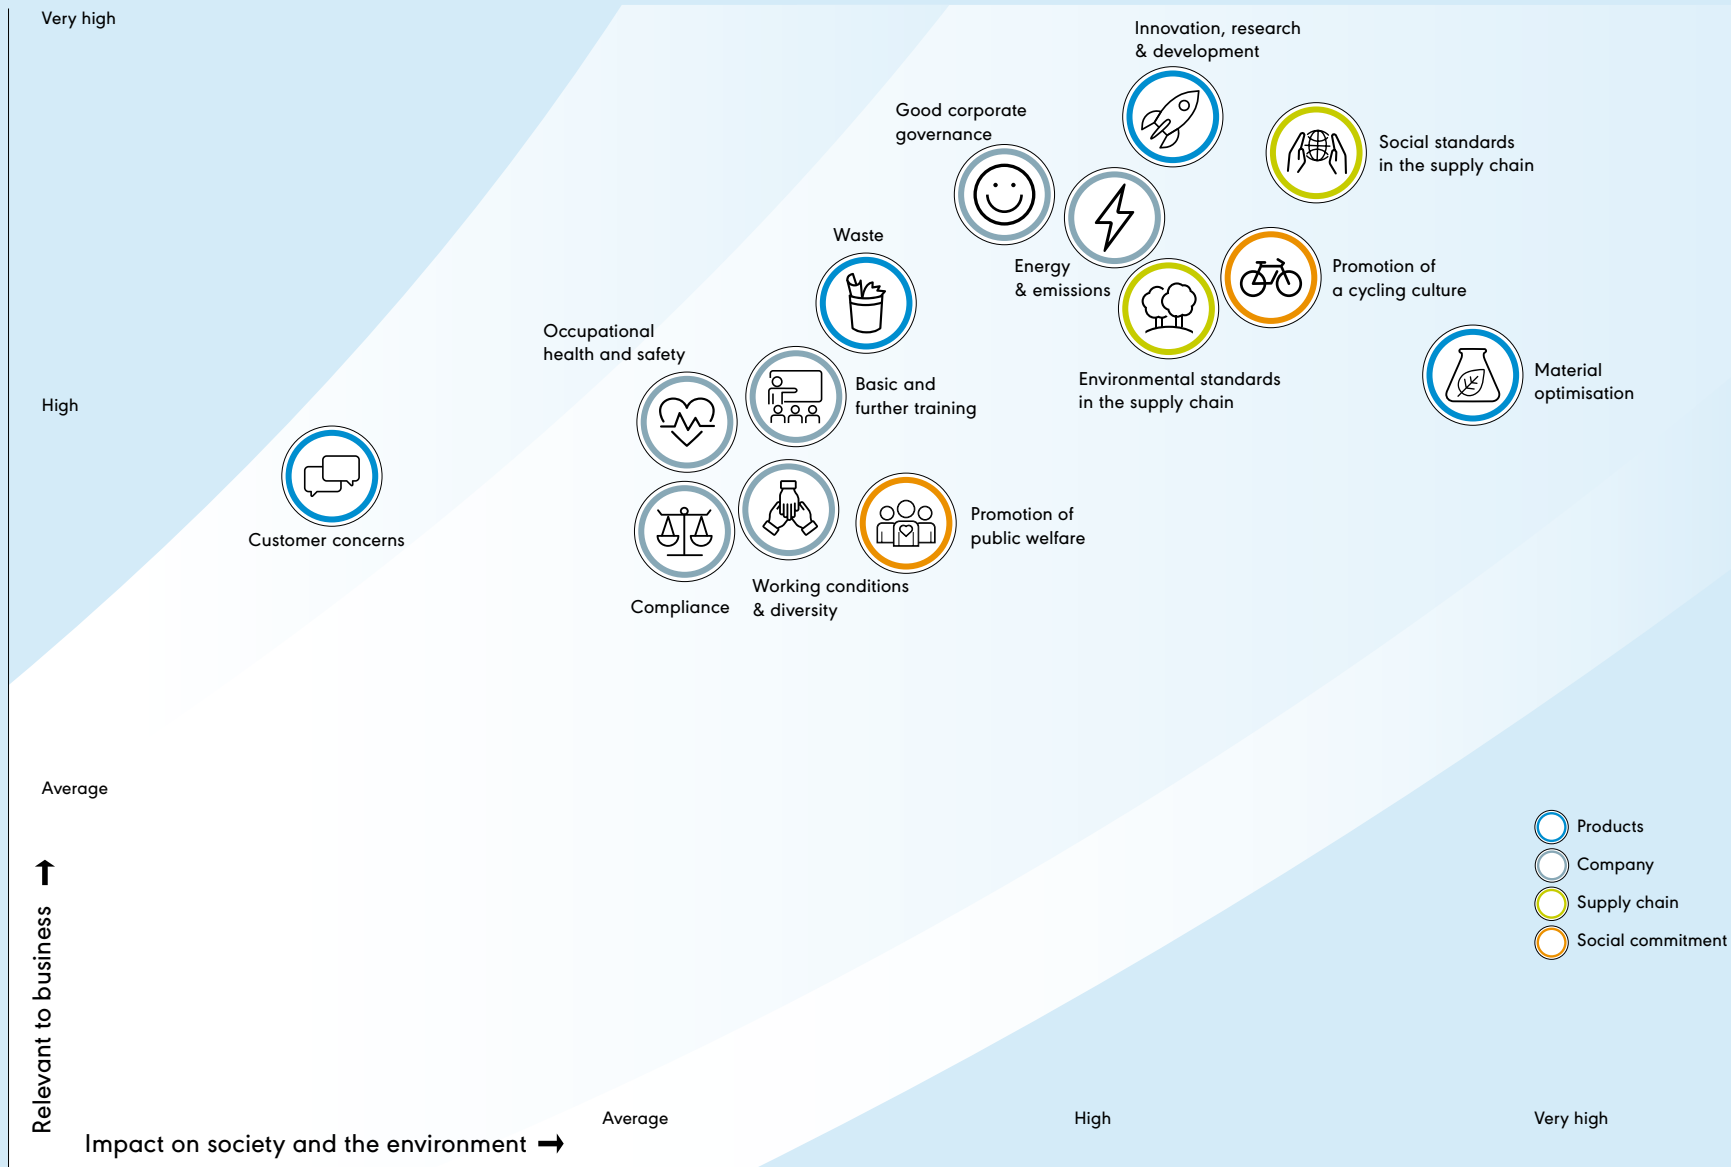 Very high
Innovation, research
& development
Good corporate
governance
Social standards
in the supply chain
Waste
Energy
& emissions
Promotion of
a cycling culture
Occupational
health and safety
Environmental standards
in the supply chain
Basic and
further training
Material
optimisation
High
Customer concerns
Promotion of
public welfare
Compliance
Working conditions
& diversity
Average
Products
Company
Supply chain
Social commitment
Relevant to business
Average
High
Very high
Impact on society and the environment